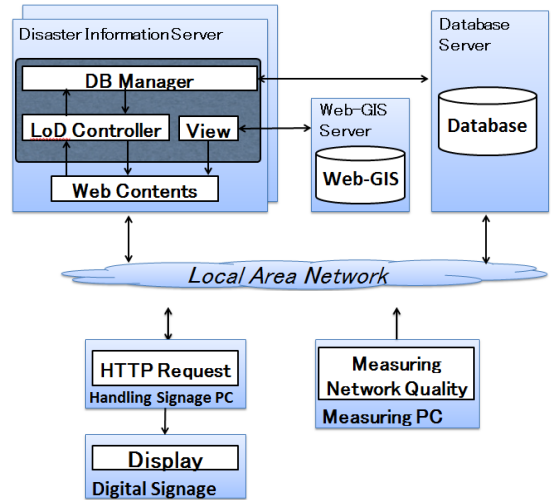 Disaster Information Server
DB Manager
LoD Controller
View
Web Contents
Web-GIS
Server
Web-GIS
Database
Server
Database
Local Area Network
HTTP Request
Handling Signage PC
Measuring
Network Quality
Measuring PC
Display
Digital Signage